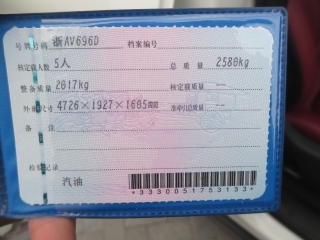 号牌号码 浙AV696D 档案编号
核定载人数 5人 总质量 2580kg
整备质量 2017kg 核定载质量 --
外廓尺寸 4726×1927×1605mm 准牵引总质量 --
备注
检验记录
汽油
*3330051753133*